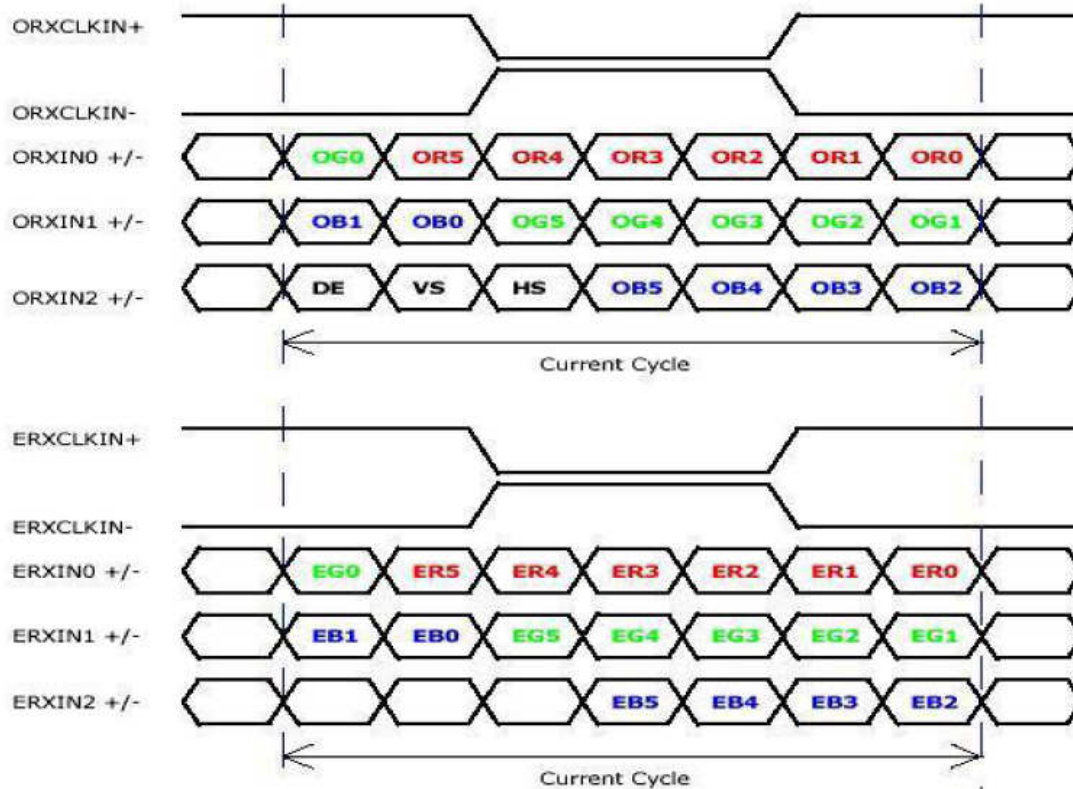 ORXCLKIN+
ORXCLKIN-
ORXIN0 +/- OG0 OR5 OR4 OR3 OR2 OR1 OR0
ORXIN1 +/- OB1 OB0 OG5 OG4 OG3 OG2 OG1
ORXIN2 +/- DE VS HS OB5 OB4 OB3 OB2
Current Cycle
ERXCLKIN+
ERXCLKIN-
ERXIN0 +/- EG0 ER5 ER4 ER3 ER2 ER1 ER0
ERXIN1 +/- EB1 EB0 EG5 EG4 EG3 EG2 EG1
ERXIN2 +/- EB5 EB4 EB3 EB2
Current Cycle